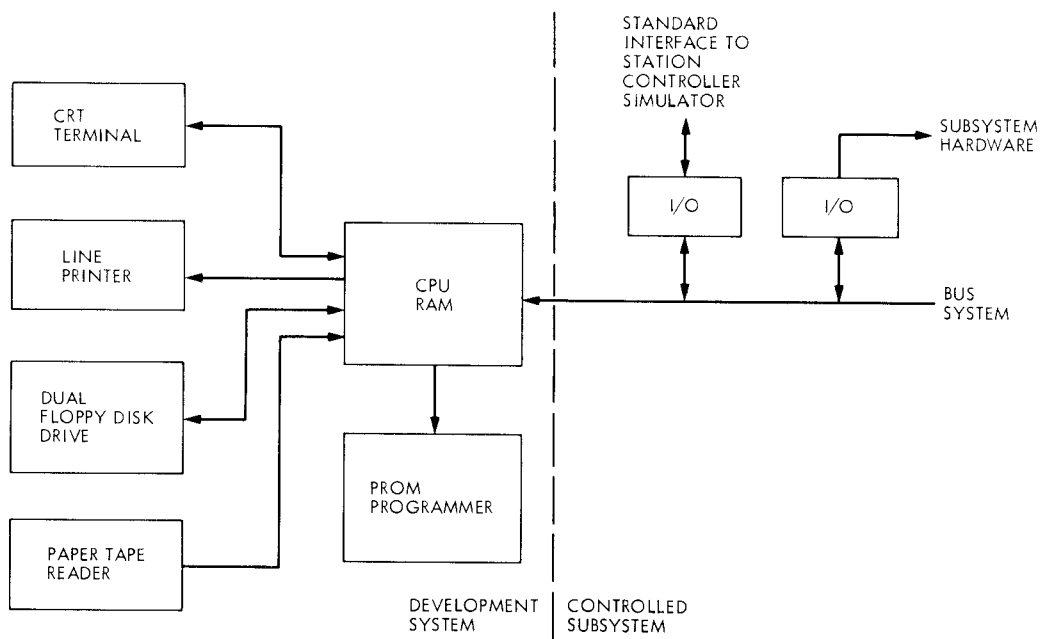 CRT
TERMINAL
LINE
PRINTER
DUAL
FLOPPY DISK
DRIVE
PAPER TAPE
READER
CPU
RAM
PROM
PROGRAMMER
DEVELOPMENT
SYSTEM
STANDARD
INTERFACE TO
STATION
CONTROLLER
SIMULATOR
I/O
I/O
SUBSYSTEM
HARDWARE
BUS
SYSTEM
CONTROLLED
SUBSYSTEM